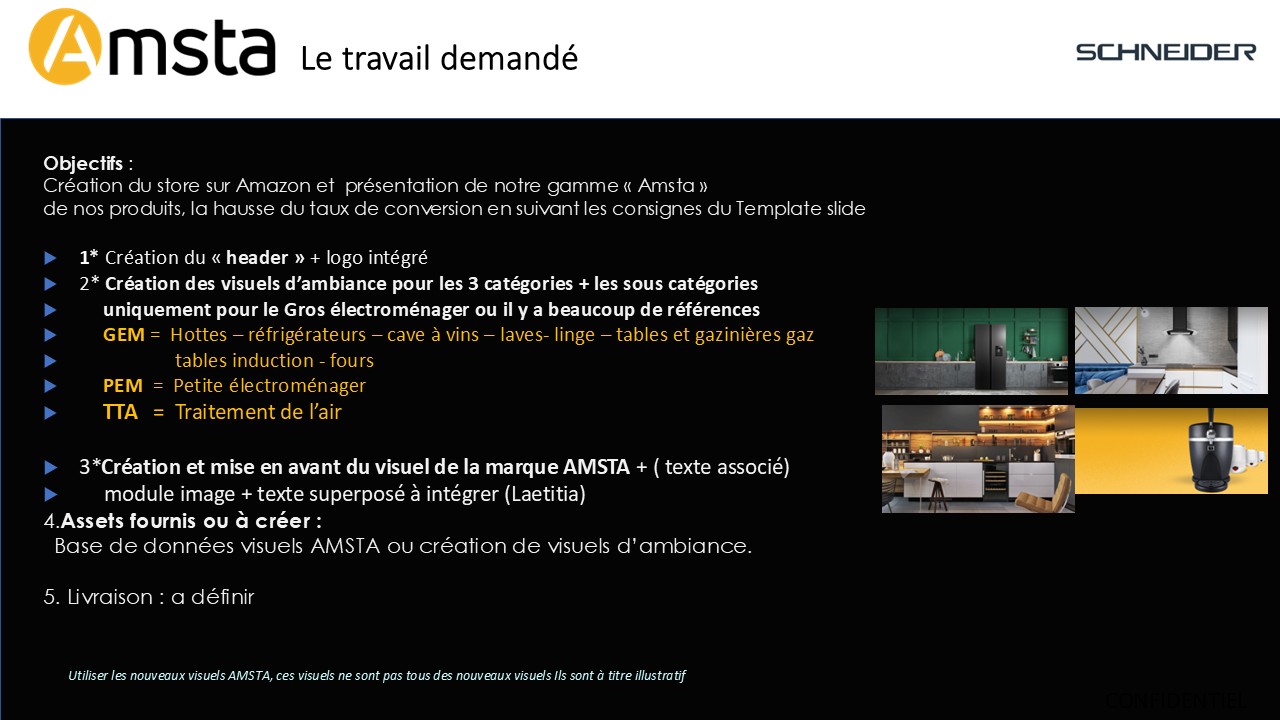 Amsta
Le travail demandé
SCHNEIDER
Objectifs :
Création du store sur Amazon et présentation de notre gamme « Amsta »
de nos produits, la hausse du taux de conversion en suivant les consignes du Template slide
1* Création du « header » + logo intégré
2* Création des visuels d’ambiance pour les 3 catégories + les sous catégories
uniquement pour le Gros électroménager ou il y a beaucoup de références
GEM = Hottes – réfrigérateurs – cave à vins – laves- linge – tables et gazinières gaz
tables induction - fours
PEM = Petite électroménager
TTA = Traitement de l’air
3*Création et mise en avant du visuel de la marque AMSTA + ( texte associé)
module image + texte superposé à intégrer (Laetitia)
4.Assets fournis ou à créer :
Base de données visuels AMSTA ou création de visuels d’ambiance.
5. Livraison : a définir
Utiliser les nouveaux visuels AMSTA, ces visuels ne sont pas tous des nouveaux visuels Ils sont à titre illustratif
CONFIDENTIEL